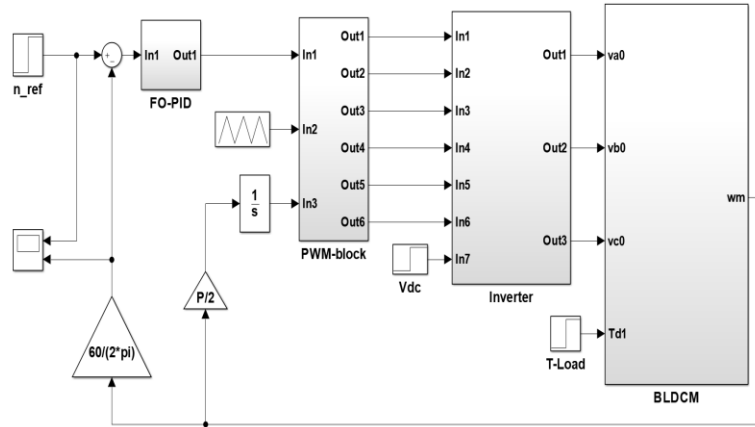 n_ref
+
−
In1
Out1
FO-PID
In1
In2
In3
Out1
Out2
Out3
Out4
Out5
Out6
PWM-block
1
s
P/2
60/(2*pi)
In1
In2
In3
In4
In5
In6
In7
Out1
Out2
Out3
Inverter
Vdc
T-Load
va0
vb0
vc0
Td1
wm
BLDCM